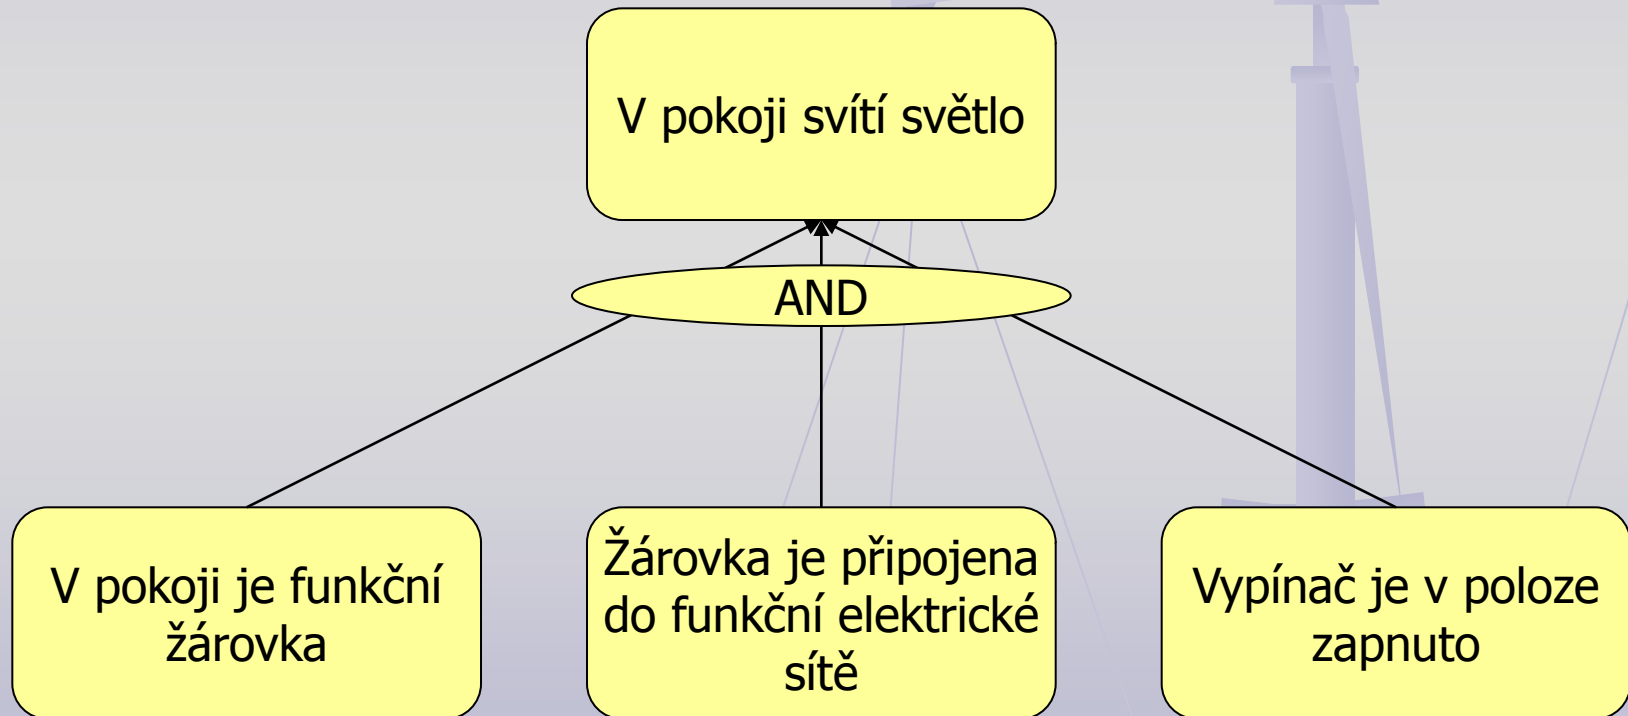 V pokoji svítí světlo
AND
V pokoji je funkční
žárovka
Žárovka je připojena
do funkční elektrické
sítě
Vypínač je v poloze
zapnuto